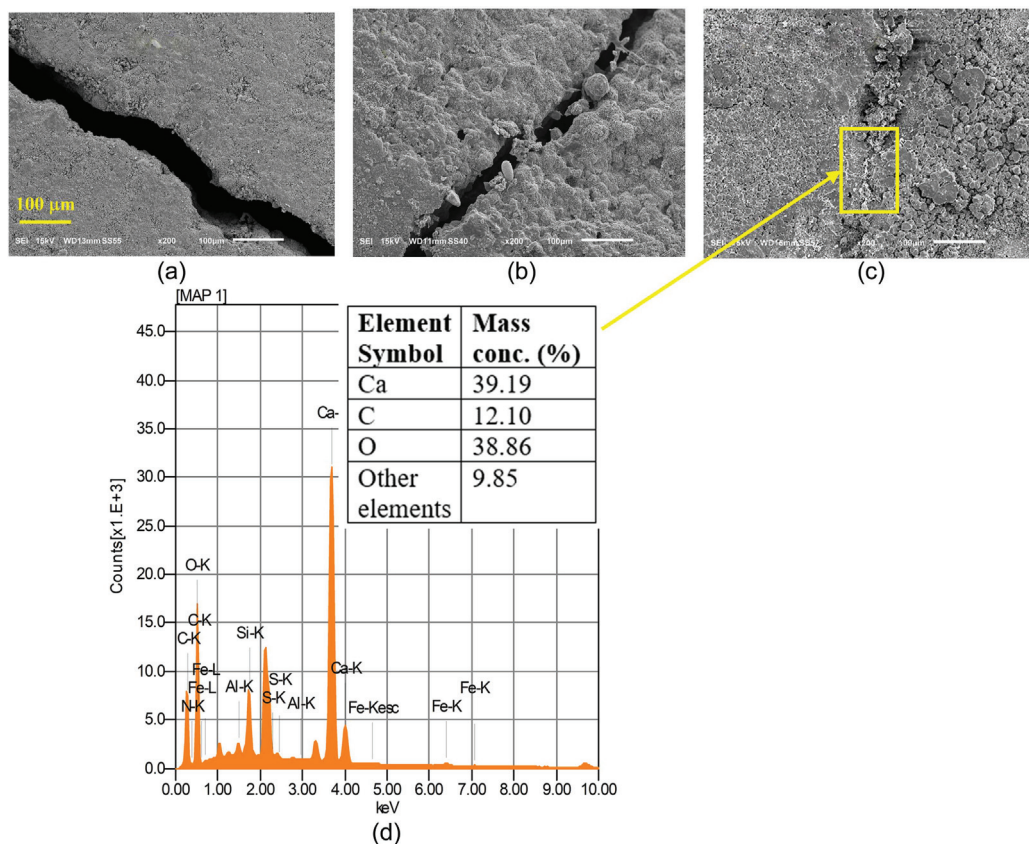 100 μm
SEI 15kV WD13mm SS55 x200 100μm
SEI 15kV WD11mm SS40 x200 100μm
x200 100μm
(a)
(b)
(c)
[MAP 1]
Element Symbol Mass conc. (%)
Ca 39.19
C 12.10
O 38.86
Other elements 9.85
Counts[x1.E+3]
45.0
40.0
35.0
30.0
25.0
20.0
15.0
10.0
5.0
0.0
Ca-
O-K
C-K
Fe-L
Fe-L
N-K
Al-K
Si-K
S-K
S-K
Al-K
Ca-K
Fe-Kesc
Fe-K
Fe-K
0.00 1.00 2.00 3.00 4.00 5.00 6.00 7.00 8.00 9.00 10.00
keV
(d)